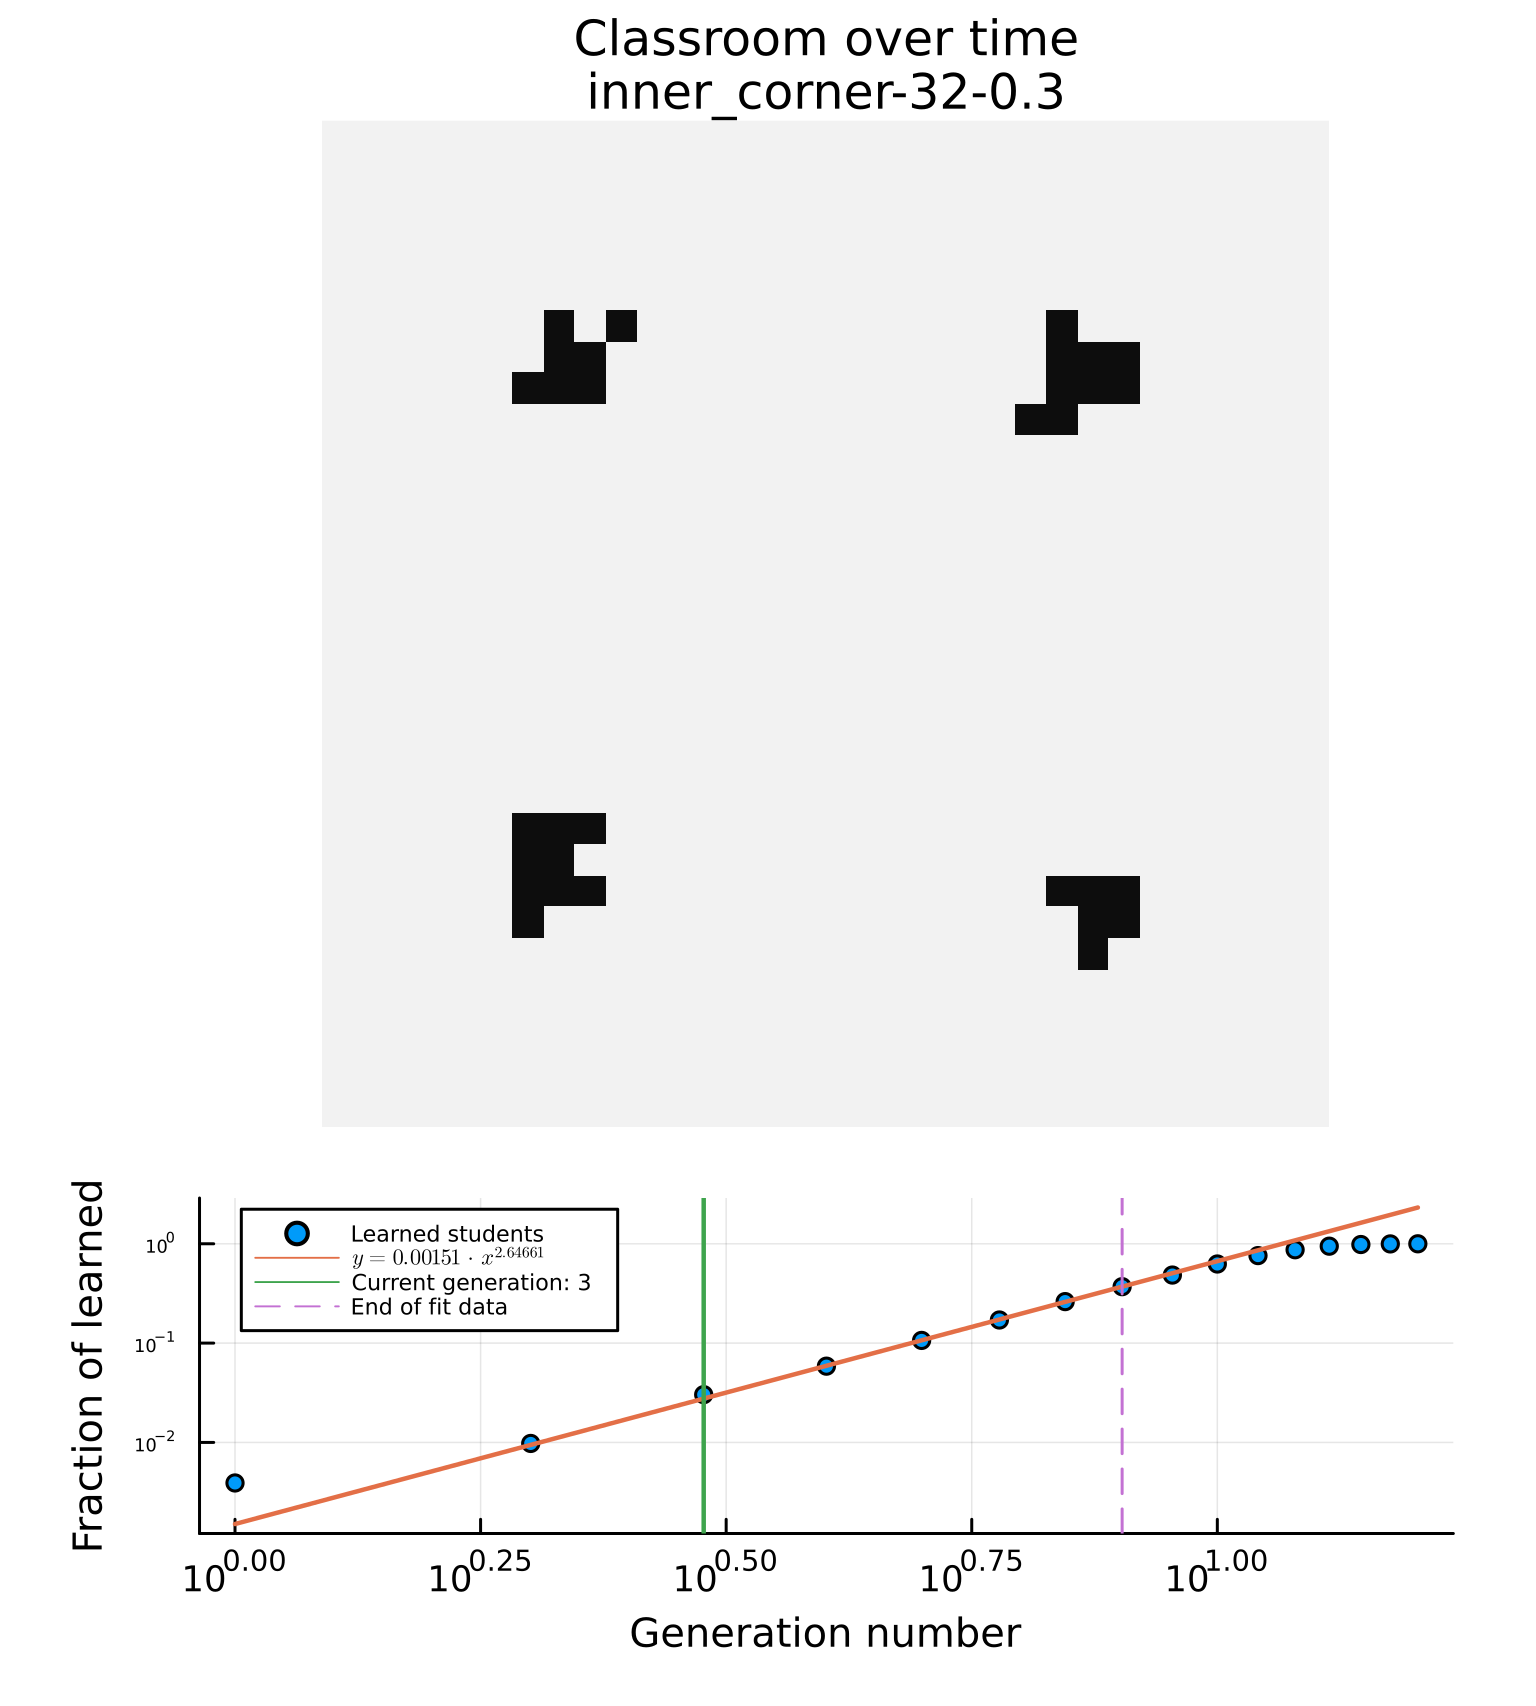 Classroom over time
inner_corner-32-0.3
Fraction of learned
10^0
10^-1
10^-2
Learned students
y = 0.00151 · x^2.64661
Current generation: 3
End of fit data
10^0.00 10^0.25 10^0.50 10^0.75 10^1.00
Generation number